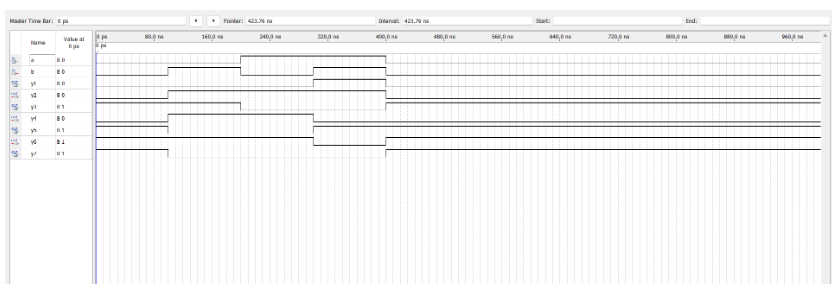 Master Time Bar: 0 ps Pointer: 423.76 ns Interval: 423.76 ns Start: End:
Name Value at 0 ps 0 ps 80.0 ns 160.0 ns 240.0 ns 320.0 ns 400.0 ns 480.0 ns 560.0 ns 640.0 ns 720.0 ns 800.0 ns 880.0 ns 960.0 ns
0 ps
a B 0
b B 0
y1 B 0
y2 B 0
y3 B 1
y4 B 0
y5 B 1
y6 B 1
y7 B 1